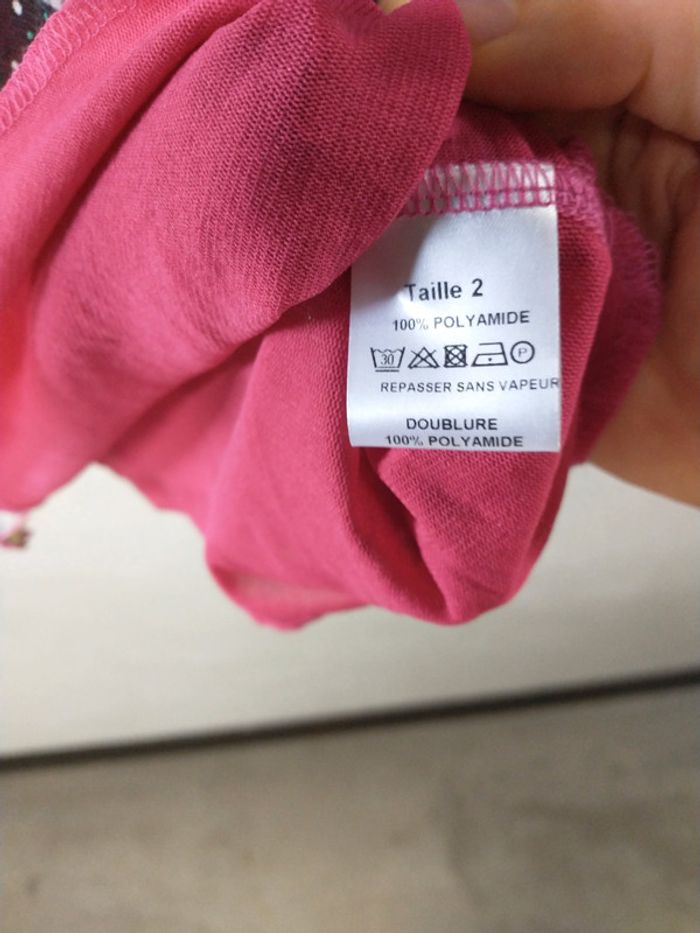 Taille 2
100% POLYAMIDE
30 P
REPASSER SANS VAPEUR
DOUBLURE
100% POLYAMIDE